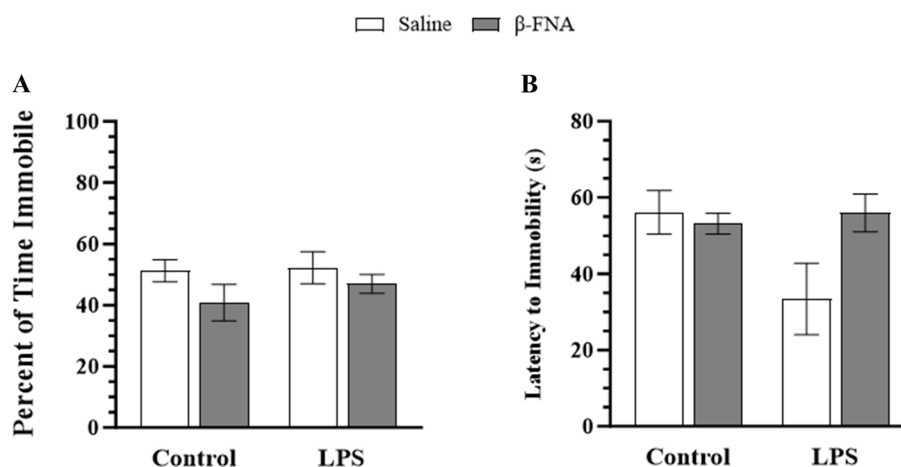 Saline β-FNA
A
B
Percent of Time Immobile
100
80
60
40
20
0
Control LPS
Latency to Immobility (s)
80
60
40
20
0
Control LPS